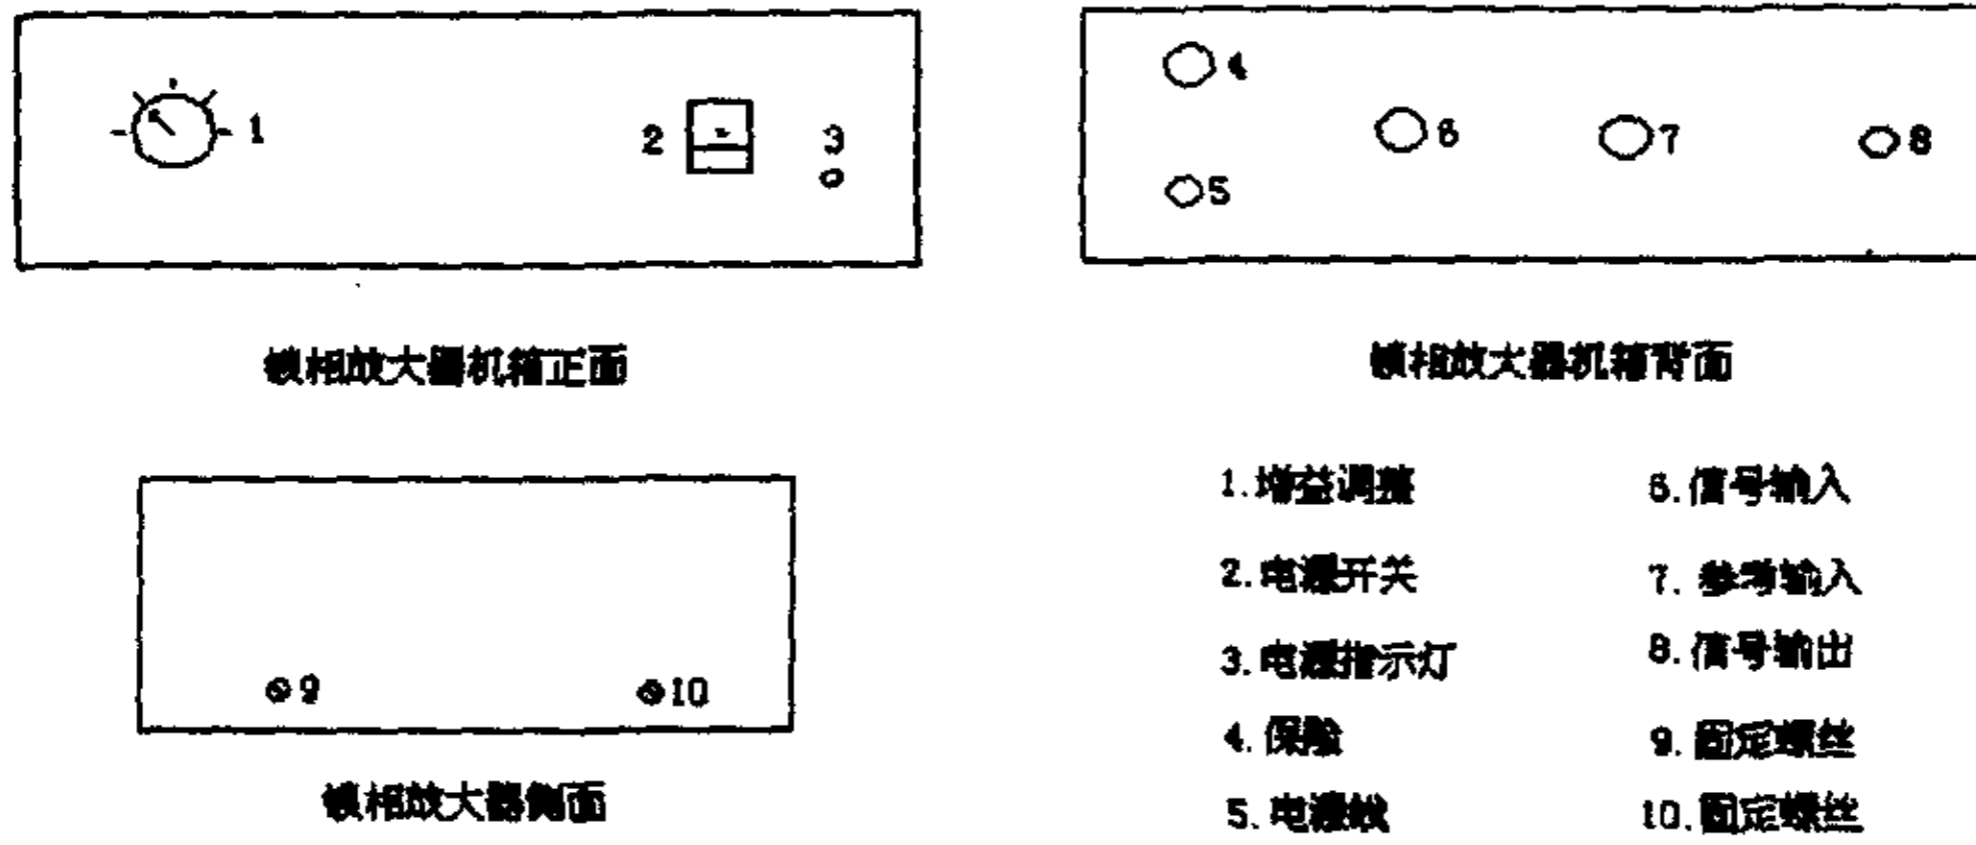 1
2
3
4
5
6
7
8
锁相放大器机箱正面
锁相放大器机箱背面
9
10
锁相放大器侧面
1.增益调整
2.电源开关
3.电源指示灯
4.保险
5.电源线
6.信号输入
7.参考输入
8.信号输出
9.固定螺丝
10.固定螺丝